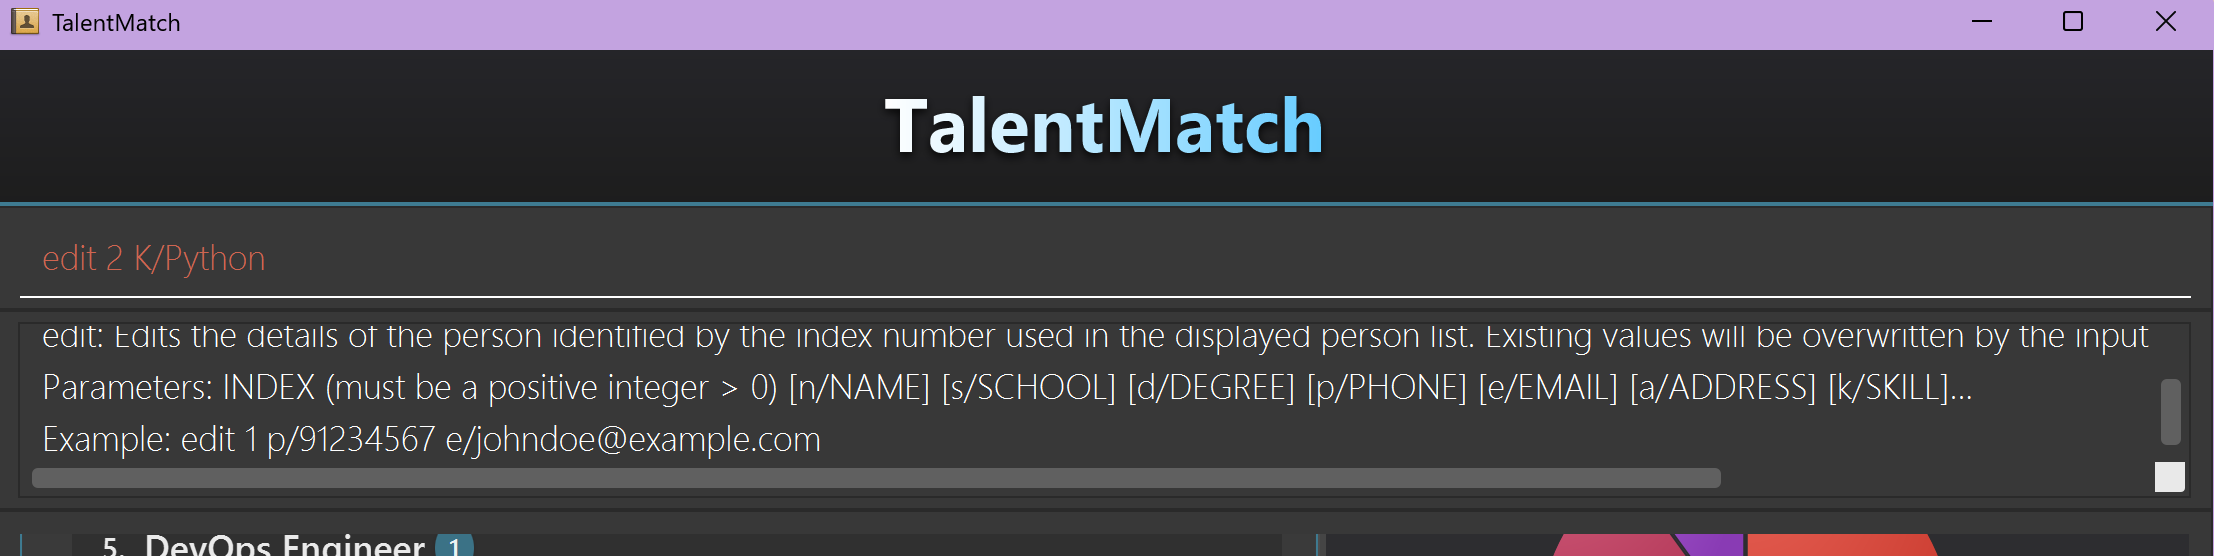 TalentMatch
TalentMatch
edit 2 K/Python
edit: Edits the details of the person identified by the index number used in the displayed person list. Existing values will be overwritten by the input
Parameters: INDEX (must be a positive integer > 0) [n/NAME] [s/SCHOOL] [d/DEGREE] [p/PHONE] [e/EMAIL] [a/ADDRESS] [k/SKILL]...
Example: edit 1 p/91234567 e/johndoe@example.com
5. DevOps Engineer 1